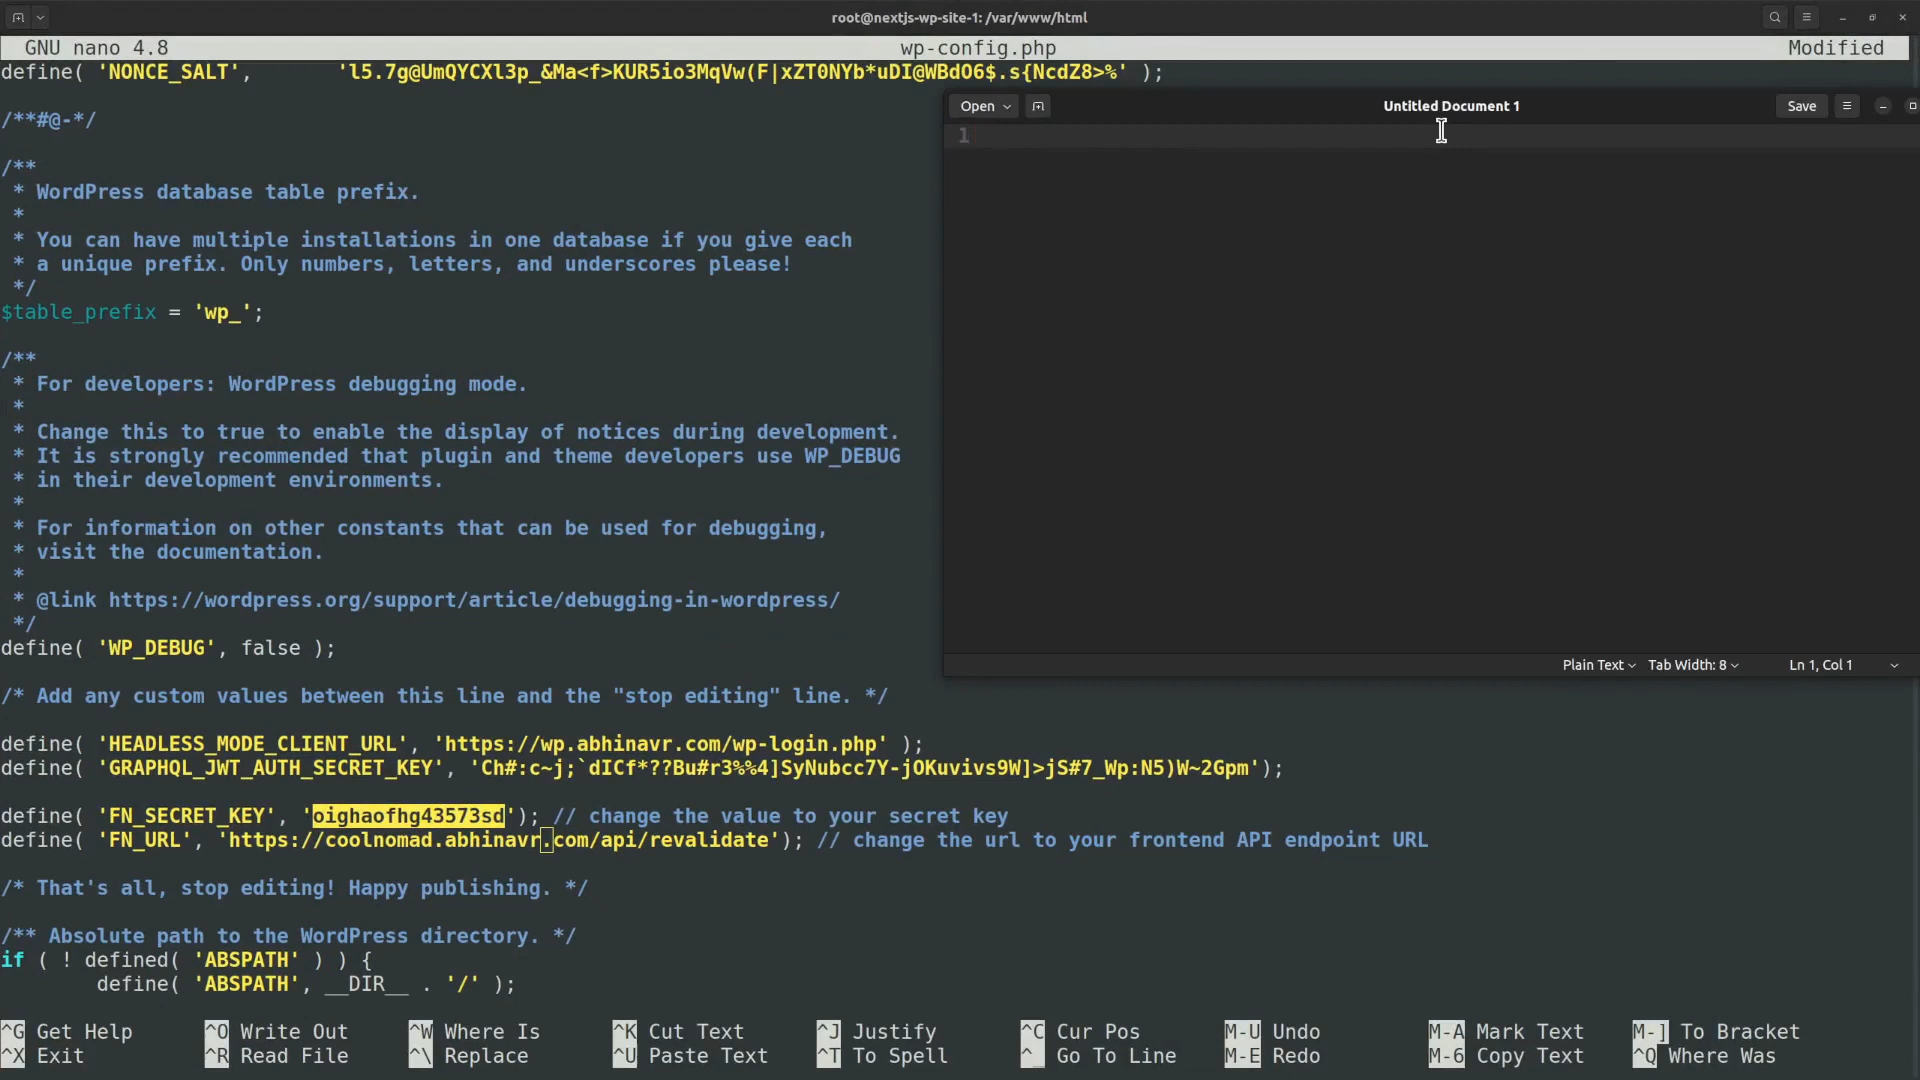 root@nextjs-wp-site-1: /var/www/html
GNU nano 4.8 wp-config.php Modified
define( 'NONCE_SALT', 'l5.7g@UmQYCXl3p_&Ma<f>KUR5io3MqVw(F|xZT0NYb*uDI@WBdO6$.s{NcdZ8>%' );
/**#@-*/
/**
* WordPress database table prefix.
*
* You can have multiple installations in one database if you give each
* a unique prefix. Only numbers, letters, and underscores please!
*/
$table_prefix = 'wp_';
/**
* For developers: WordPress debugging mode.
*
* Change this to true to enable the display of notices during development.
* It is strongly recommended that plugin and theme developers use WP_DEBUG
* in their development environments.
*
* For information on other constants that can be used for debugging,
* visit the documentation.
*
* @link https://wordpress.org/support/article/debugging-in-wordpress/
*/
define( 'WP_DEBUG', false );
/* Add any custom values between this line and the "stop editing" line. */
define( 'HEADLESS_MODE_CLIENT_URL', 'https://wp.abhinavr.com/wp-login.php' );
define( 'GRAPHQL_JWT_AUTH_SECRET_KEY', 'Ch#:c~j;`dICf*??Bu#r3%%4]SyNubcc7Y-jOKuvivs9W]>jS#7_Wp:N5)W~2Gpm');
define( 'FN_SECRET_KEY', 'oighaofhg43573sd'); // change the value to your secret key
define( 'FN_URL', 'https://coolnomad.abhinavr.com/api/revalidate'); // change the url to your frontend API endpoint URL
/* That's all, stop editing! Happy publishing. */
/** Absolute path to the WordPress directory. */
if ( ! defined( 'ABSPATH' ) ) {
define( 'ABSPATH', __DIR__ . '/' );
^G Get Help ^O Write Out ^W Where Is ^K Cut Text ^J Justify ^C Cur Pos M-U Undo M-A Mark Text M-] To Bracket
^X Exit ^R Read File ^\ Replace ^U Paste Text ^T To Spell ^_ Go To Line M-E Redo M-6 Copy Text ^Q Where Was
Open Untitled Document 1 Save
1
Plain Text Tab Width: 8 Ln 1, Col 1